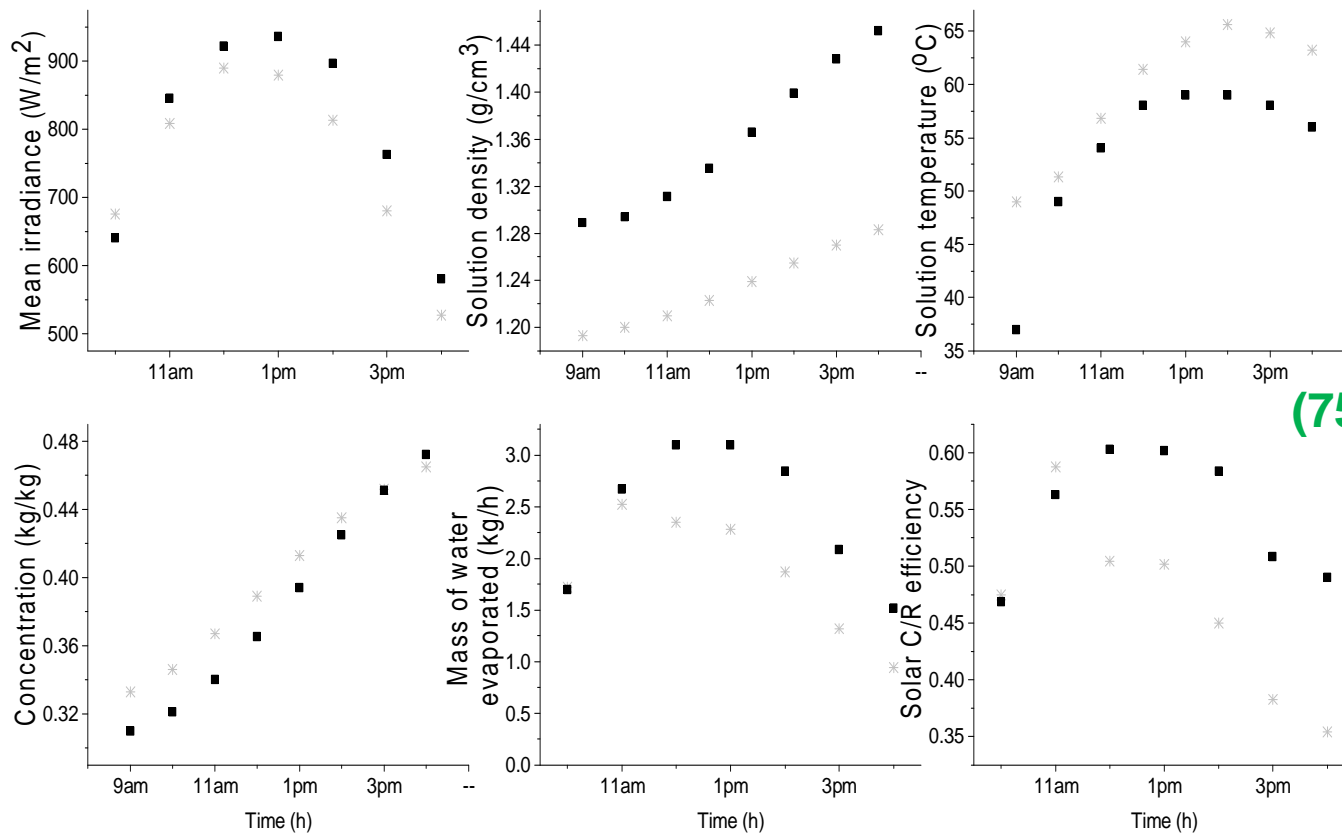 Mean irradiance (W/m²)
900
800
700
600
500
11am
1pm
3pm
Solution density (g/cm³)
1.44
1.40
1.36
1.32
1.28
1.24
1.20
9am
11am
1pm
3pm
--
Solution temperature (⁰C)
65
60
55
50
45
40
35
9am
11am
1pm
3pm
(75
Concentration (kg/kg)
0.48
0.44
0.40
0.36
0.32
9am
11am
1pm
3pm
--
Time (h)
Mass of water
evaporated (kg/h)
3.0
2.5
2.0
1.5
1.0
0.5
0.0
11am
1pm
3pm
Time (h)
Solar C/R efficiency
0.60
0.55
0.50
0.45
0.40
0.35
11am
1pm
3pm
Time (h)